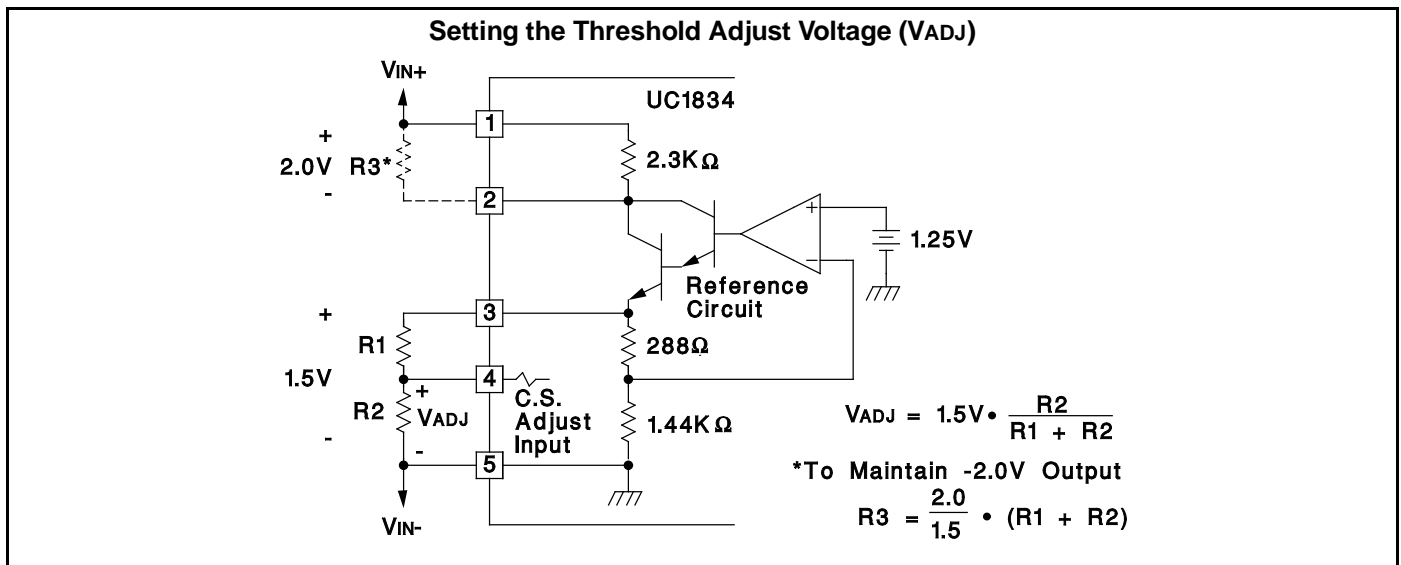 Setting the Threshold Adjust Voltage (VADJ)
VIN+
UC1834
1
+
2.0V R3*
-
2.3KΩ
2
+
-
1.25V
Reference
Circuit
3
+
R1
288Ω
1.5V
4
C.S.
Adjust
Input
+
R2 VADJ
-
-
1.44KΩ
5
VIN-
VADJ = 1.5V • R2 / R1 + R2
*To Maintain -2.0V Output
R3 = 2.0 / 1.5 • (R1 + R2)